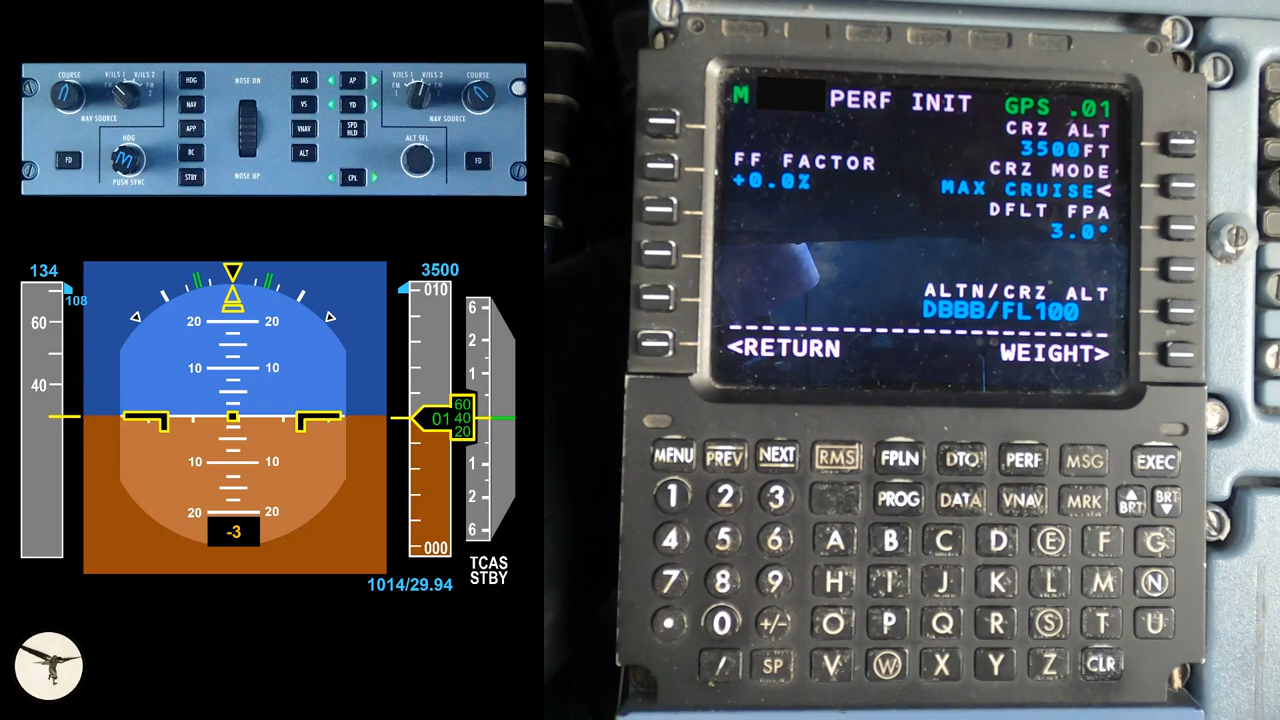 COURSE
V/ILS 1 V/ILS 2
FM 1
2
NAV SOURCE
HDG
PUSH SYNC
FD
HDG
NAV
APP
BC
STBY
NOSE DN
NOSE UP
IAS
VS
VNAV
ALT
AP
YD
SPD HLD
CPL
V/ILS 1 V/ILS 2
FM 1
2
COURSE
NAV SOURCE
ALT SEL
FD
134
108
60
40
20 20
10 10
10 10
20 20
-3
3500
010
60
01 40
20
000
1014/29.94
6
2
1
1
2
6
TCAS
STBY
M PERF INIT GPS .01
CRZ ALT
3500FT
FF FACTOR CRZ MODE
+0.0% MAX CRUISE<
DFLT FPA
3.0°
ALTN/CRZ ALT
DBBB/FL100
<RETURN WEIGHT>
MENU PREV NEXT RMS FPLN DTO PERF MSG EXEC
1 2 3 PROG DATA VNAV MRK BRT BRT
4 5 6 A B C D E F G
7 8 9 H I J K L M N
. 0 +/- O P Q R S T U
/ SP V W X Y Z CLR